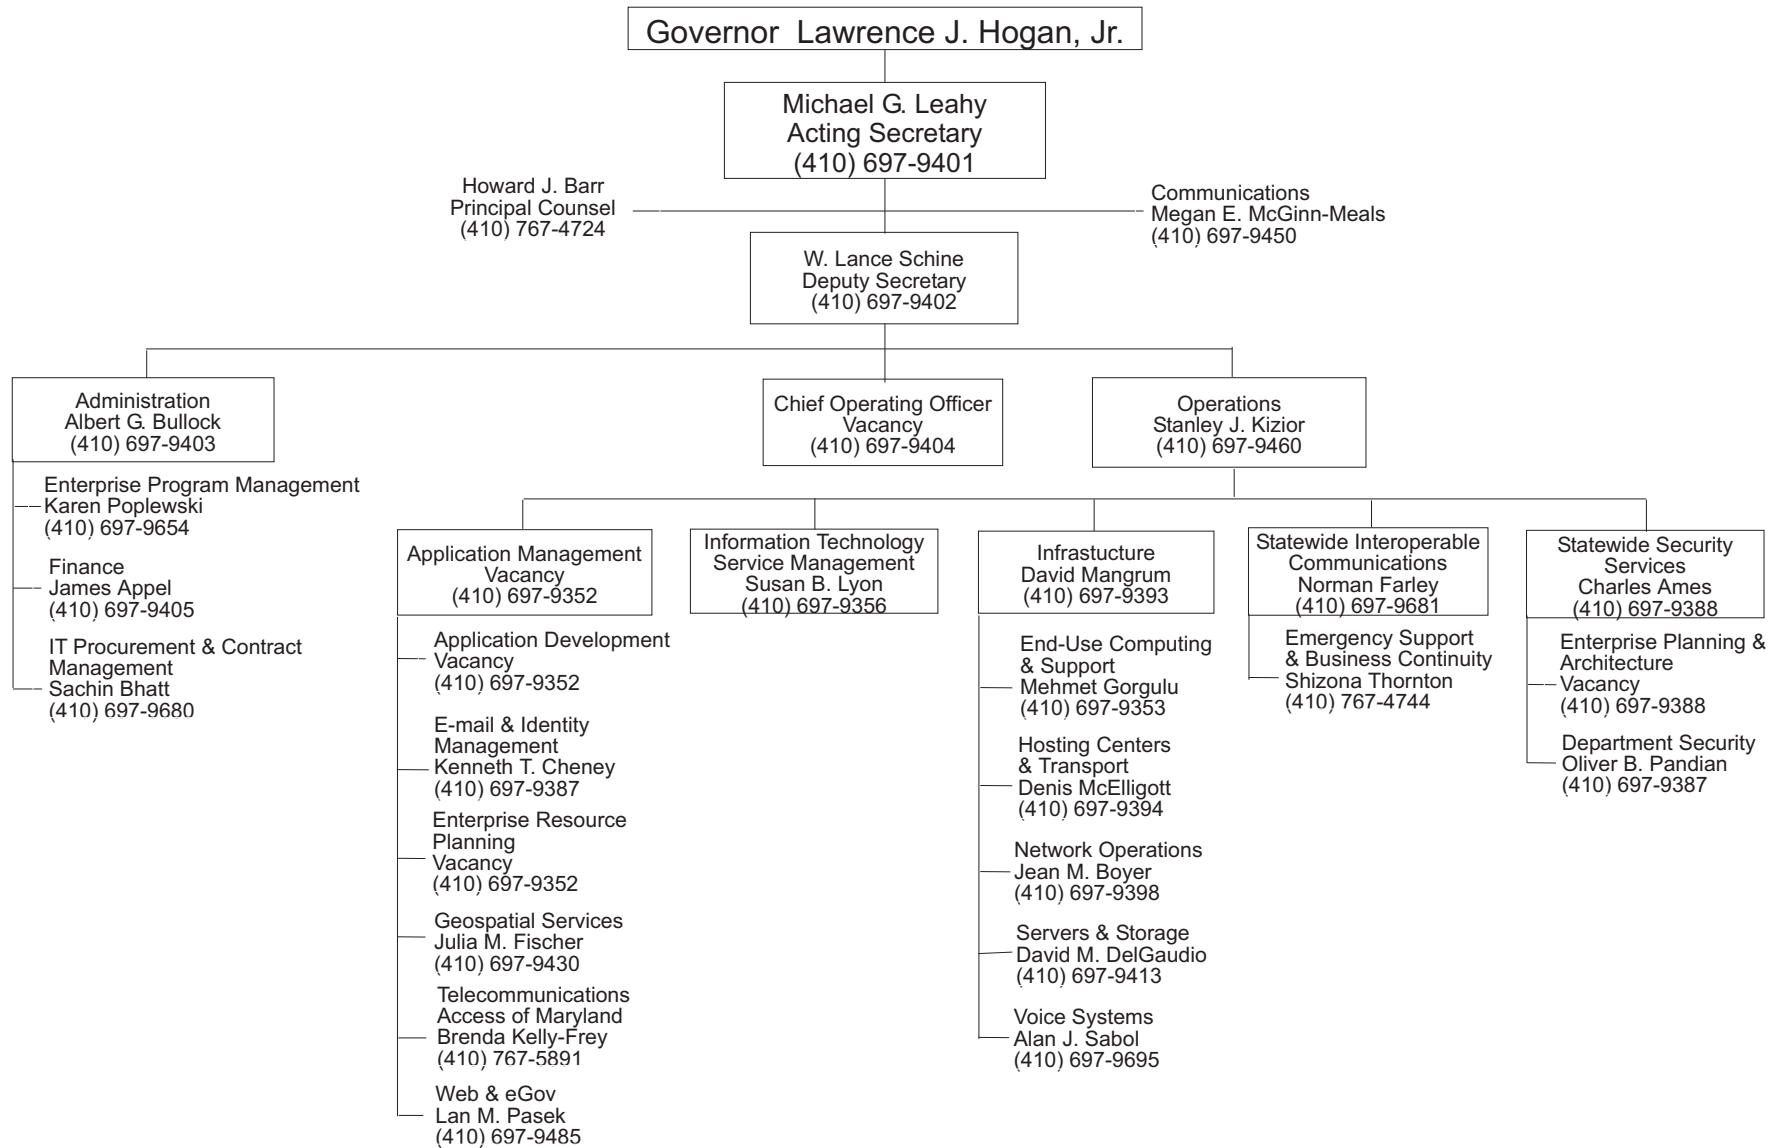 Governor Lawrence J. Hogan, Jr.
Michael G. Leahy
Acting Secretary
(410) 697-9401
Howard J. Barr
Principal Counsel
(410) 767-4724
Communications
Megan E. McGinn-Meals
(410) 697-9450
W. Lance Schine
Deputy Secretary
(410) 697-9402
Administration
Albert G. Bullock
(410) 697-9403
Chief Operating Officer
Vacancy
(410) 697-9404
Operations
Stanley J. Kizior
(410) 697-9460
Enterprise Program Management
Karen Poplewski
(410) 697-9654
Finance
James Appel
(410) 697-9405
IT Procurement & Contract
Management
Sachin Bhatt
(410) 697-9680
Application Management
Vacancy
(410) 697-9352
Application Development
Vacancy
(410) 697-9352
E-mail & Identity
Management
Kenneth T. Cheney
(410) 697-9387
Enterprise Resource
Planning
Vacancy
(410) 697-9352
Geospatial Services
Julia M. Fischer
(410) 697-9430
Telecommunications
Access of Maryland
Brenda Kelly-Frey
(410) 767-5891
Web & eGov
Lan M. Pasek
(410) 697-9485
Information Technology
Service Management
Susan B. Lyon
(410) 697-9356
Infrastucture
David Mangrum
(410) 697-9393
End-Use Computing
& Support
Mehmet Gorgulu
(410) 697-9353
Hosting Centers
& Transport
Denis McElligott
(410) 697-9394
Network Operations
Jean M. Boyer
(410) 697-9398
Servers & Storage
David M. DelGaudio
(410) 697-9413
Voice Systems
Alan J. Sabol
(410) 697-9695
Statewide Interoperable
Communications
Norman Farley
(410) 697-9681
Emergency Support
& Business Continuity
Shizona Thornton
(410) 767-4744
Statewide Security
Services
Charles Ames
(410) 697-9388
Enterprise Planning &
Architecture
Vacancy
(410) 697-9388
Department Security
Oliver B. Pandian
(410) 697-9387